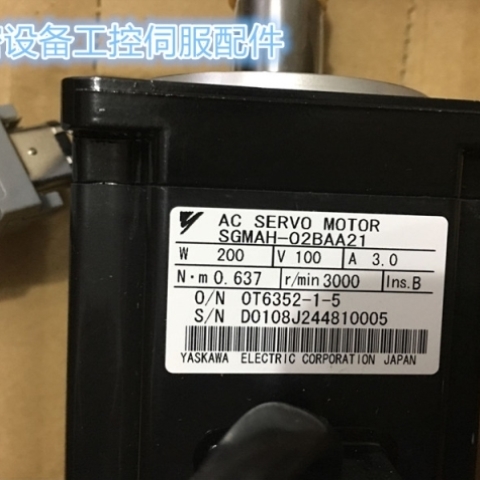 设备工控伺服配件
AC SERVO MOTOR
SGMAH-02BAA21
W 200 V 100 A 3.0
N·m 0.637 r/min 3000 Ins.B
O/N 0T6352-1-5
S/N D0108J244810005
YASKAWA ELECTRIC CORPORATION JAPAN